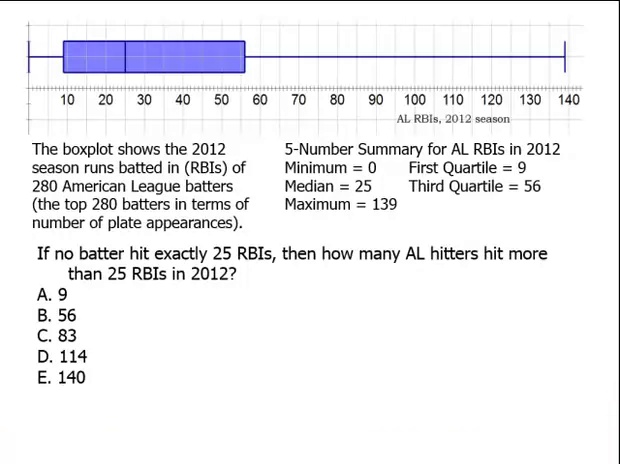 10 20 30 40 50 60 70 80 90 100 110 120 130 140
AL RBIs, 2012 season
The boxplot shows the 2012
season runs batted in (RBIs) of
280 American League batters
(the top 280 batters in terms of
number of plate appearances).
5-Number Summary for AL RBIs in 2012
Minimum = 0 First Quartile = 9
Median = 25 Third Quartile = 56
Maximum = 139
If no batter hit exactly 25 RBIs, then how many AL hitters hit more
than 25 RBIs in 2012?
A. 9
B. 56
C. 83
D. 114
E. 140